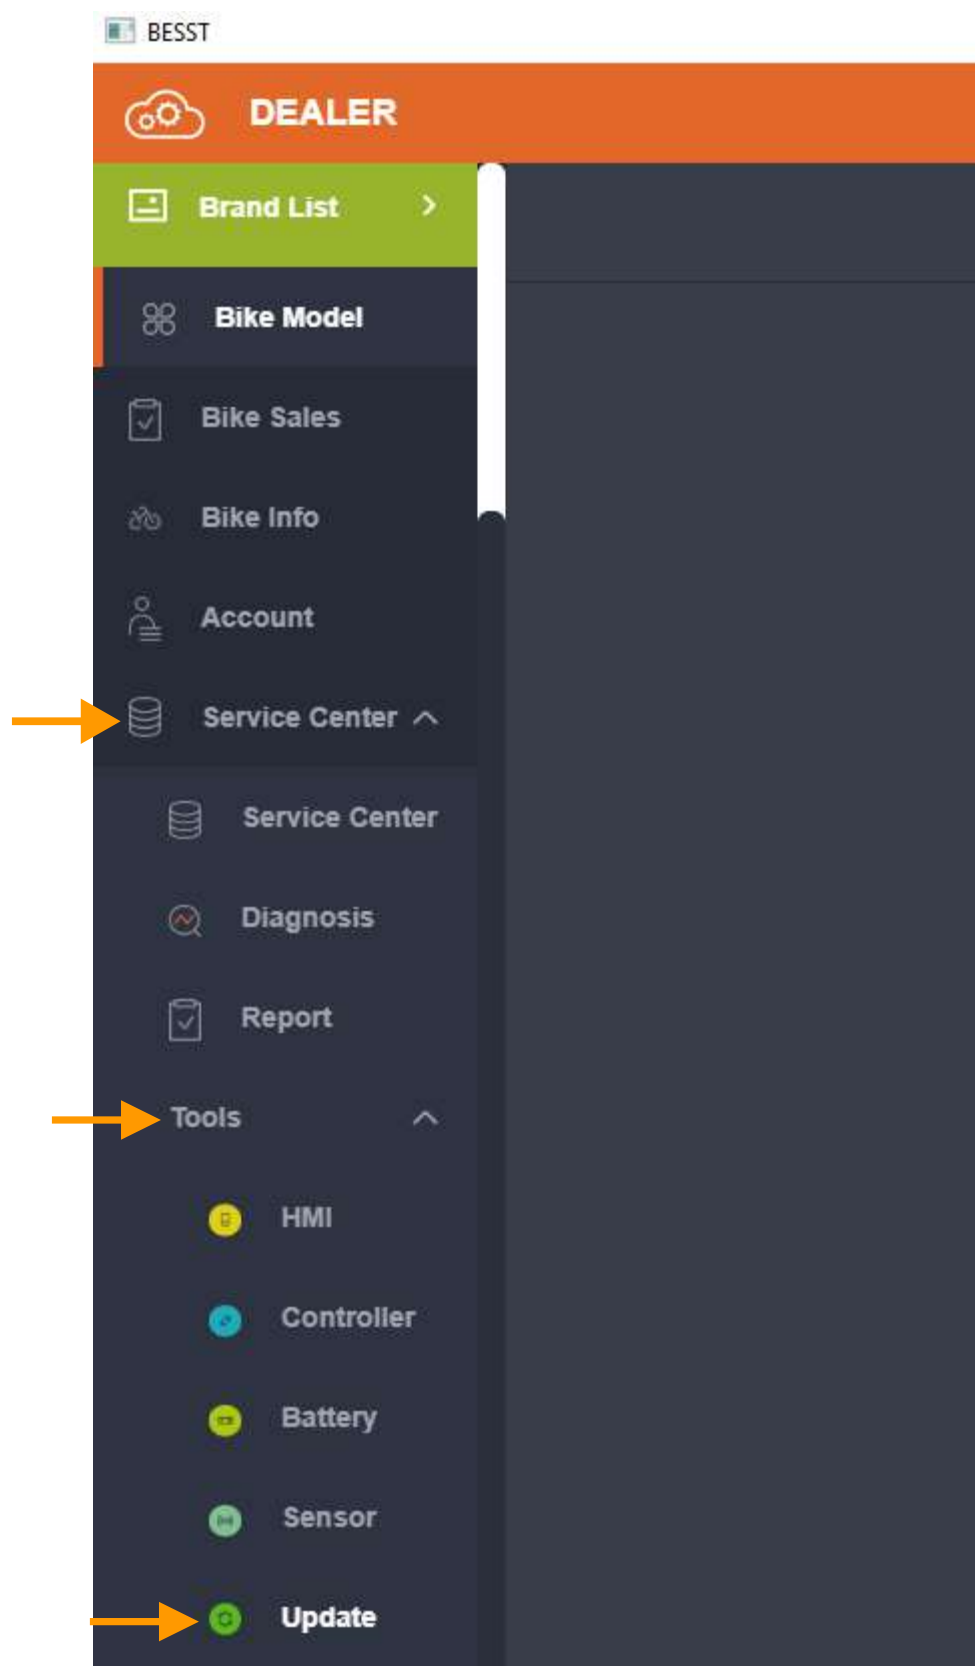 BESST
DEALER
Brand List
Bike Model
Bike Sales
Bike Info
Account
Service Center
Service Center
Diagnosis
Report
Tools
HMI
Controller
Battery
Sensor
Update